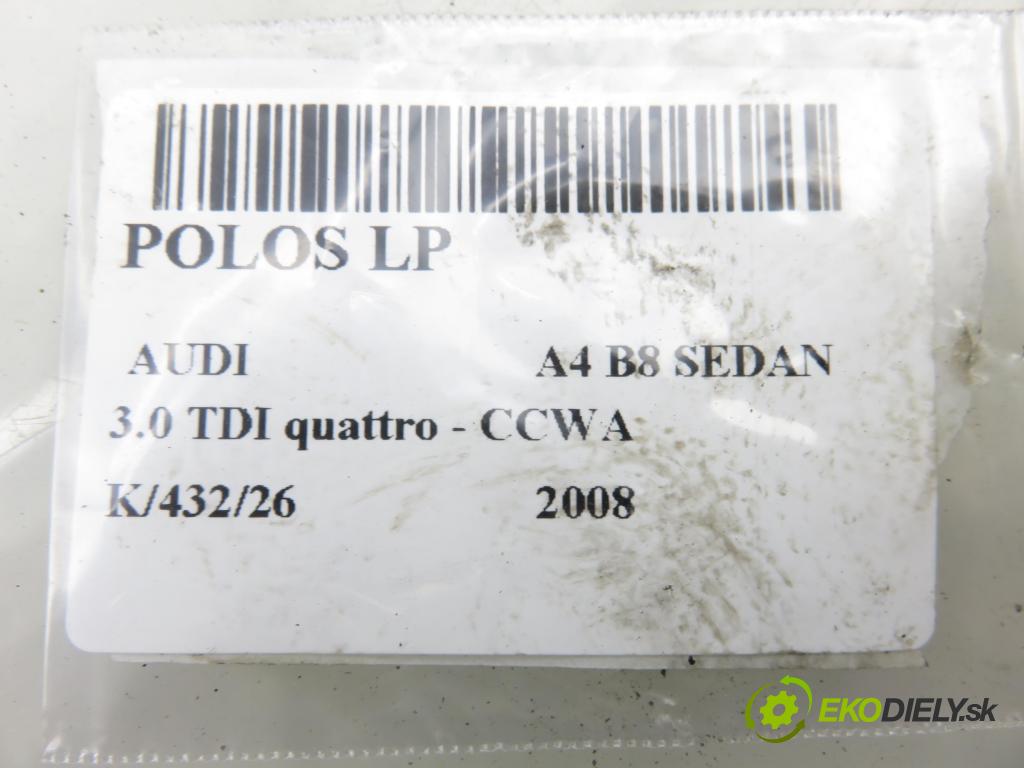 POLOS LP
AUDI A4 B8 SEDAN
3.0 TDI quattro - CCWA
K/432/26 2008
EKODIELY.sk